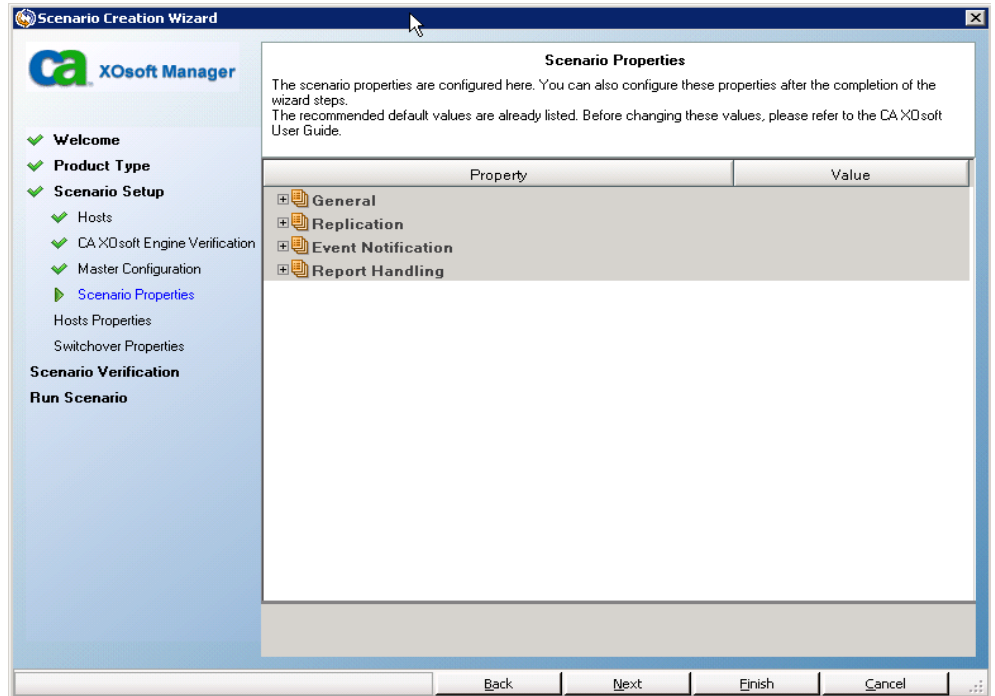 Scenario Creation Wizard
ca XOsoft Manager
Welcome
Product Type
Scenario Setup
Hosts
CA XOsoft Engine Verification
Master Configuration
Scenario Properties
Hosts Properties
Switchover Properties
Scenario Verification
Run Scenario
Scenario Properties
The scenario properties are configured here. You can also configure these properties after the completion of the
wizard steps.
The recommended default values are already listed. Before changing these values, please refer to the CA XOsoft
User Guide.
Property Value
General
Replication
Event Notification
Report Handling
Back Next Finish Cancel